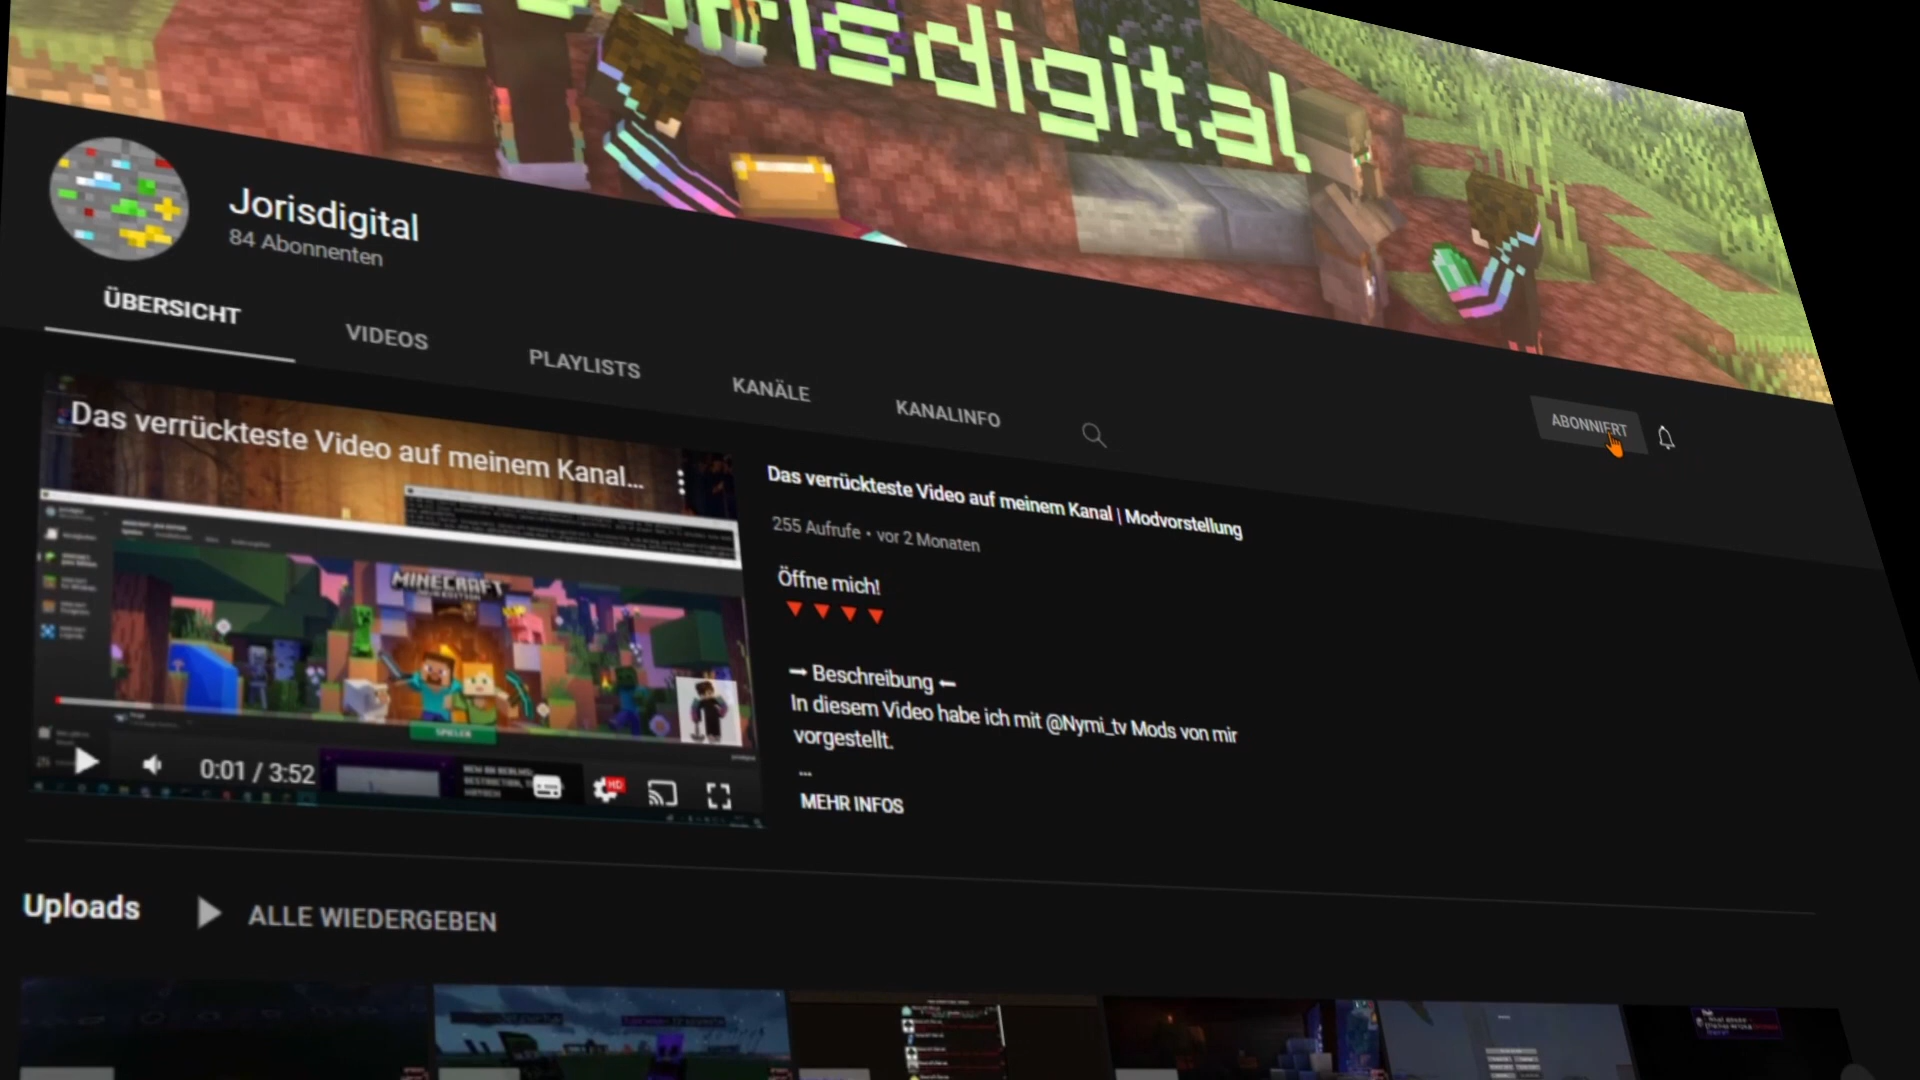 Jorisdigital
84 Abonnenten
ÜBERSICHT
VIDEOS
PLAYLISTS
KANÄLE
KANALINFO
ABONNIERT
Das verrückteste Video auf meinem Kanal...
MINECRAFT
SPIELEN
0:01 / 3:52
HD
Das verrückteste Video auf meinem Kanal | Modvorstellung
255 Aufrufe • vor 2 Monaten
Öffne mich!
➞ Beschreibung ←
In diesem Video habe ich mit @Nymi_tv Mods von mir
vorgestellt.
...
MEHR INFOS
Uploads
ALLE WIEDERGEBEN